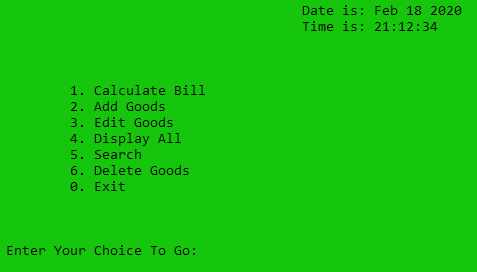 Date is: Feb 18 2020
Time is: 21:12:34
1. Calculate Bill
2. Add Goods
3. Edit Goods
4. Display All
5. Search
6. Delete Goods
0. Exit
Enter Your Choice To Go: